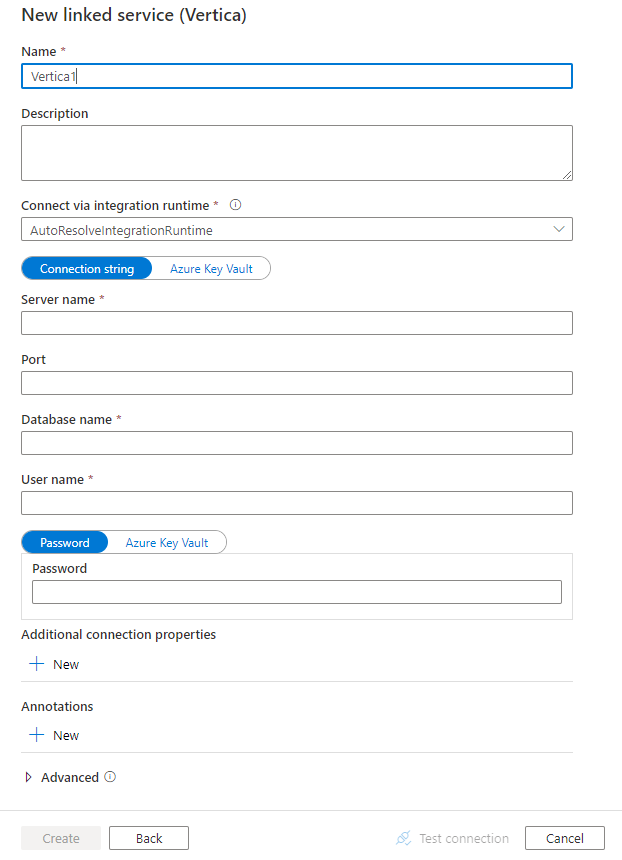 New linked service (Vertica)
Name *
Vertica1
Description
Connect via integration runtime *
AutoResolveIntegrationRuntime
Connection string Azure Key Vault
Server name *
Port
Database name *
User name *
Password Azure Key Vault
Password
Additional connection properties
New
Annotations
New
Advanced
Create Back Test connection Cancel